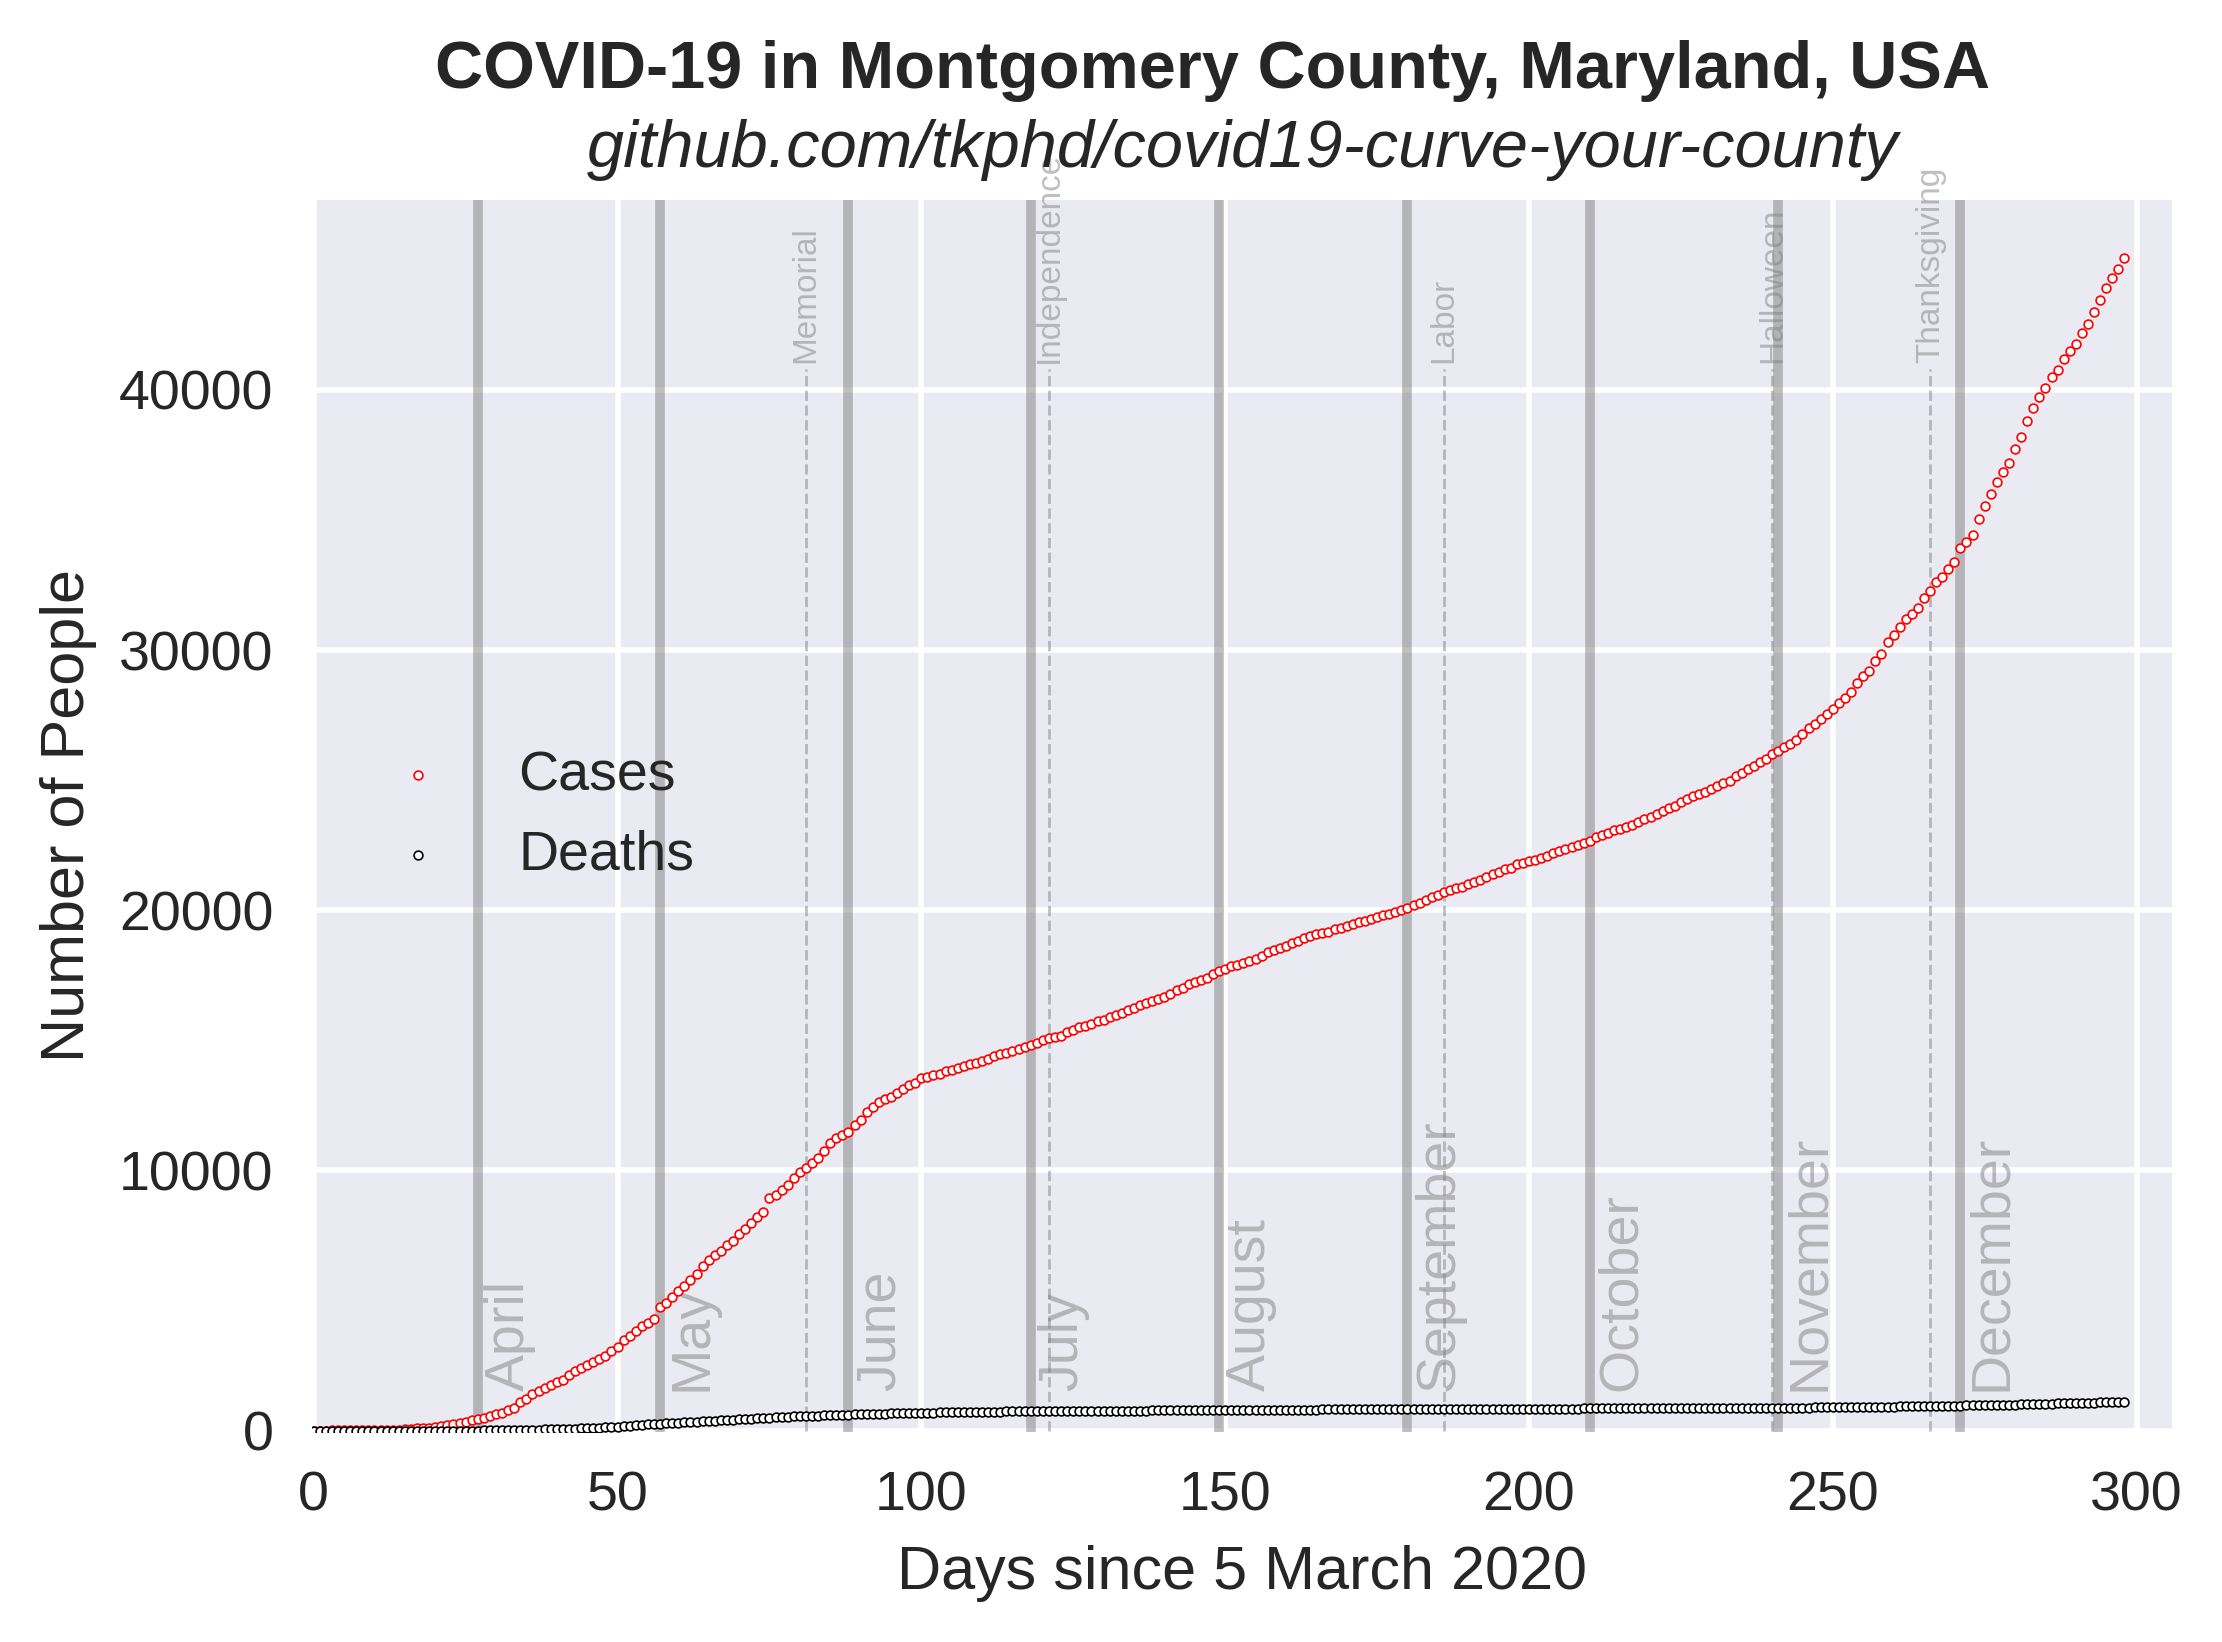 COVID-19 in Montgomery County, Maryland, USA
github.com/tkphd/covid19-curve-your-county
Memorial
Independence
Labor
Halloween
Thanksgiving
Number of People
40000
30000
20000
10000
0
Cases
Deaths
April
May
June
July
August
September
October
November
December
0 50 100 150 200 250 300
Days since 5 March 2020